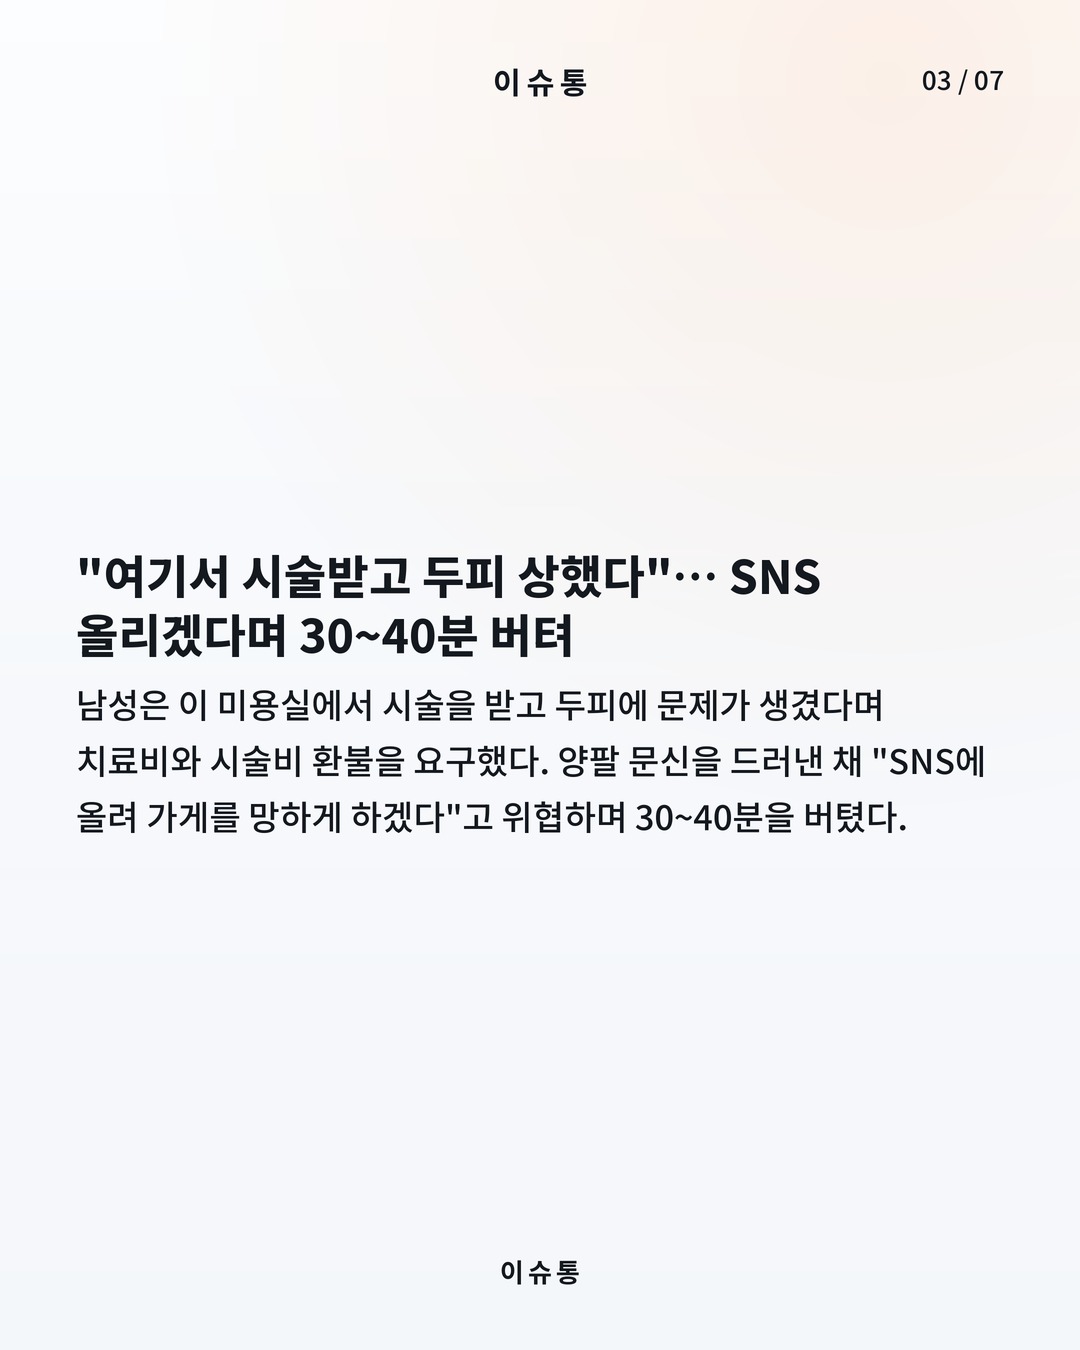 이슈통
03 / 07
"여기서 시술받고 두피 상했다"… SNS
올리겠다며 30~40분 버텨
남성은 이 미용실에서 시술을 받고 두피에 문제가 생겼다며
치료비와 시술비 환불을 요구했다. 양팔 문신을 드러낸 채 "SNS에
올려 가게를 망하게 하겠다"고 위협하며 30~40분을 버텼다.
이슈통